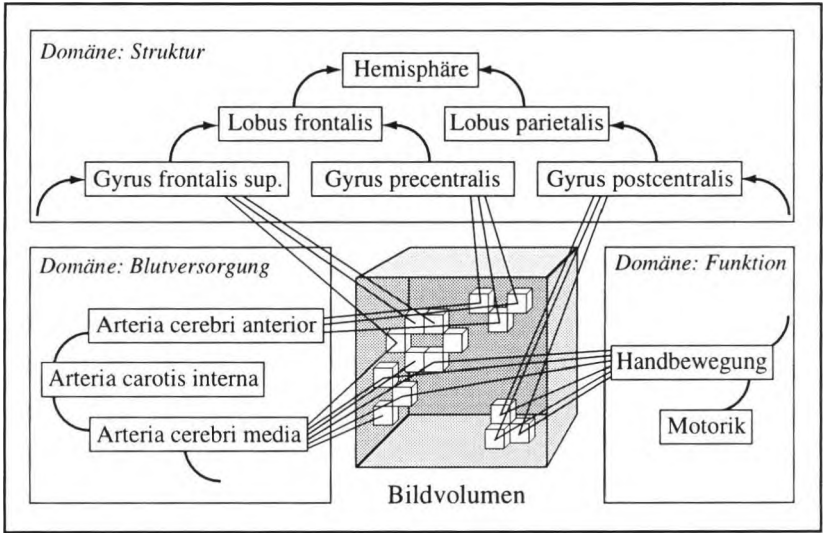 Domäne: Struktur
Hemisphäre
Lobus frontalis
Lobus parietalis
Gyrus frontalis sup.
Gyrus precentralis
Gyrus postcentralis
Domäne: Blutversorgung
Arteria cerebri anterior
Arteria carotis interna
Arteria cerebri media
Domäne: Funktion
Handbewegung
Motorik
Bildvolumen